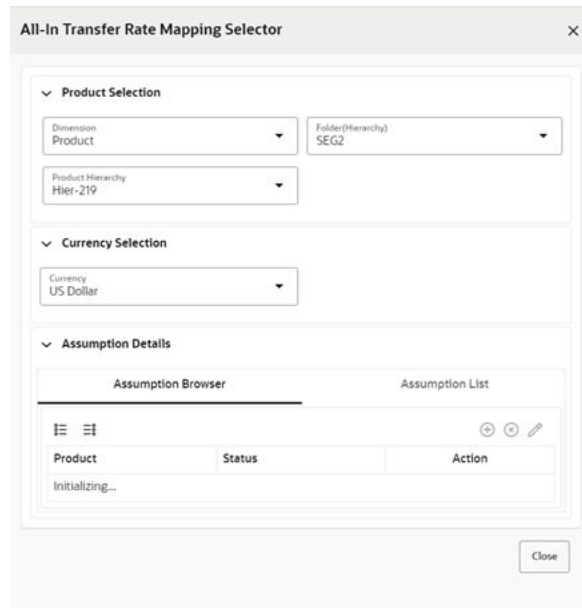 All-In Transfer Rate Mapping Selector
Product Selection
Dimension
Product
Folder(Hierarchy)
SEG2
Product Hierarchy
Hier-219
Currency Selection
Currency
US Dollar
Assumption Details
Assumption Browser Assumption List
Product Status Action
Initializing...
Close